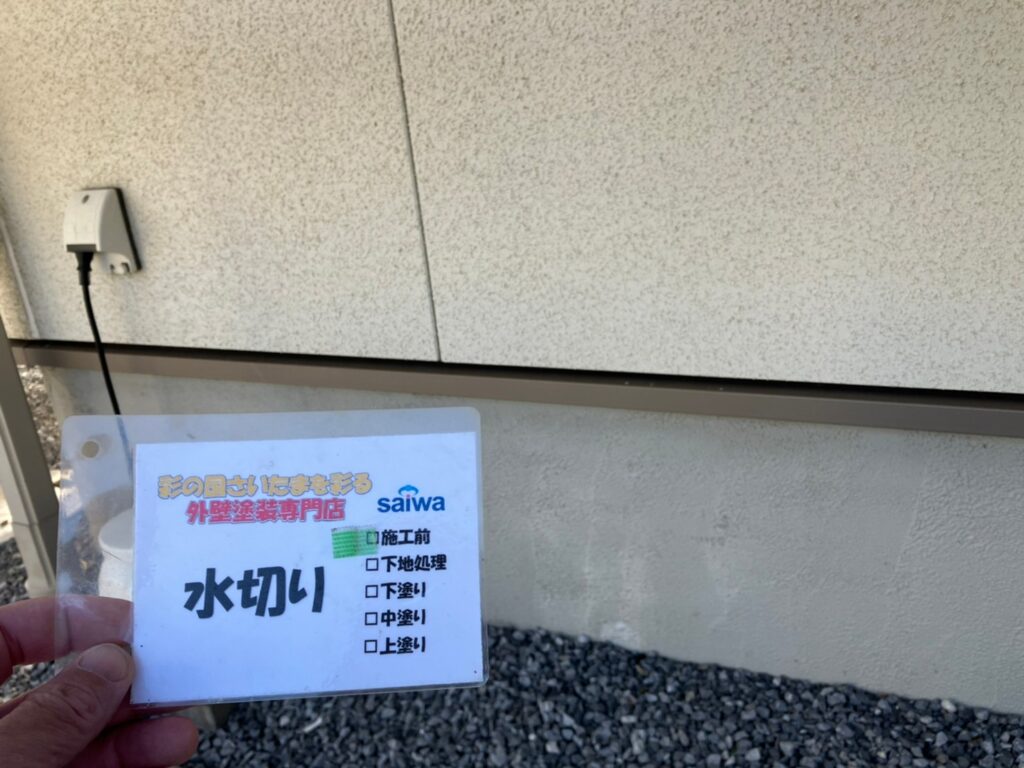 彩の国さいたまを彩る
外壁塗装専門店
saiwa
水切り
□施工前
□下地処理
□下塗り
□中塗り
□上塗り